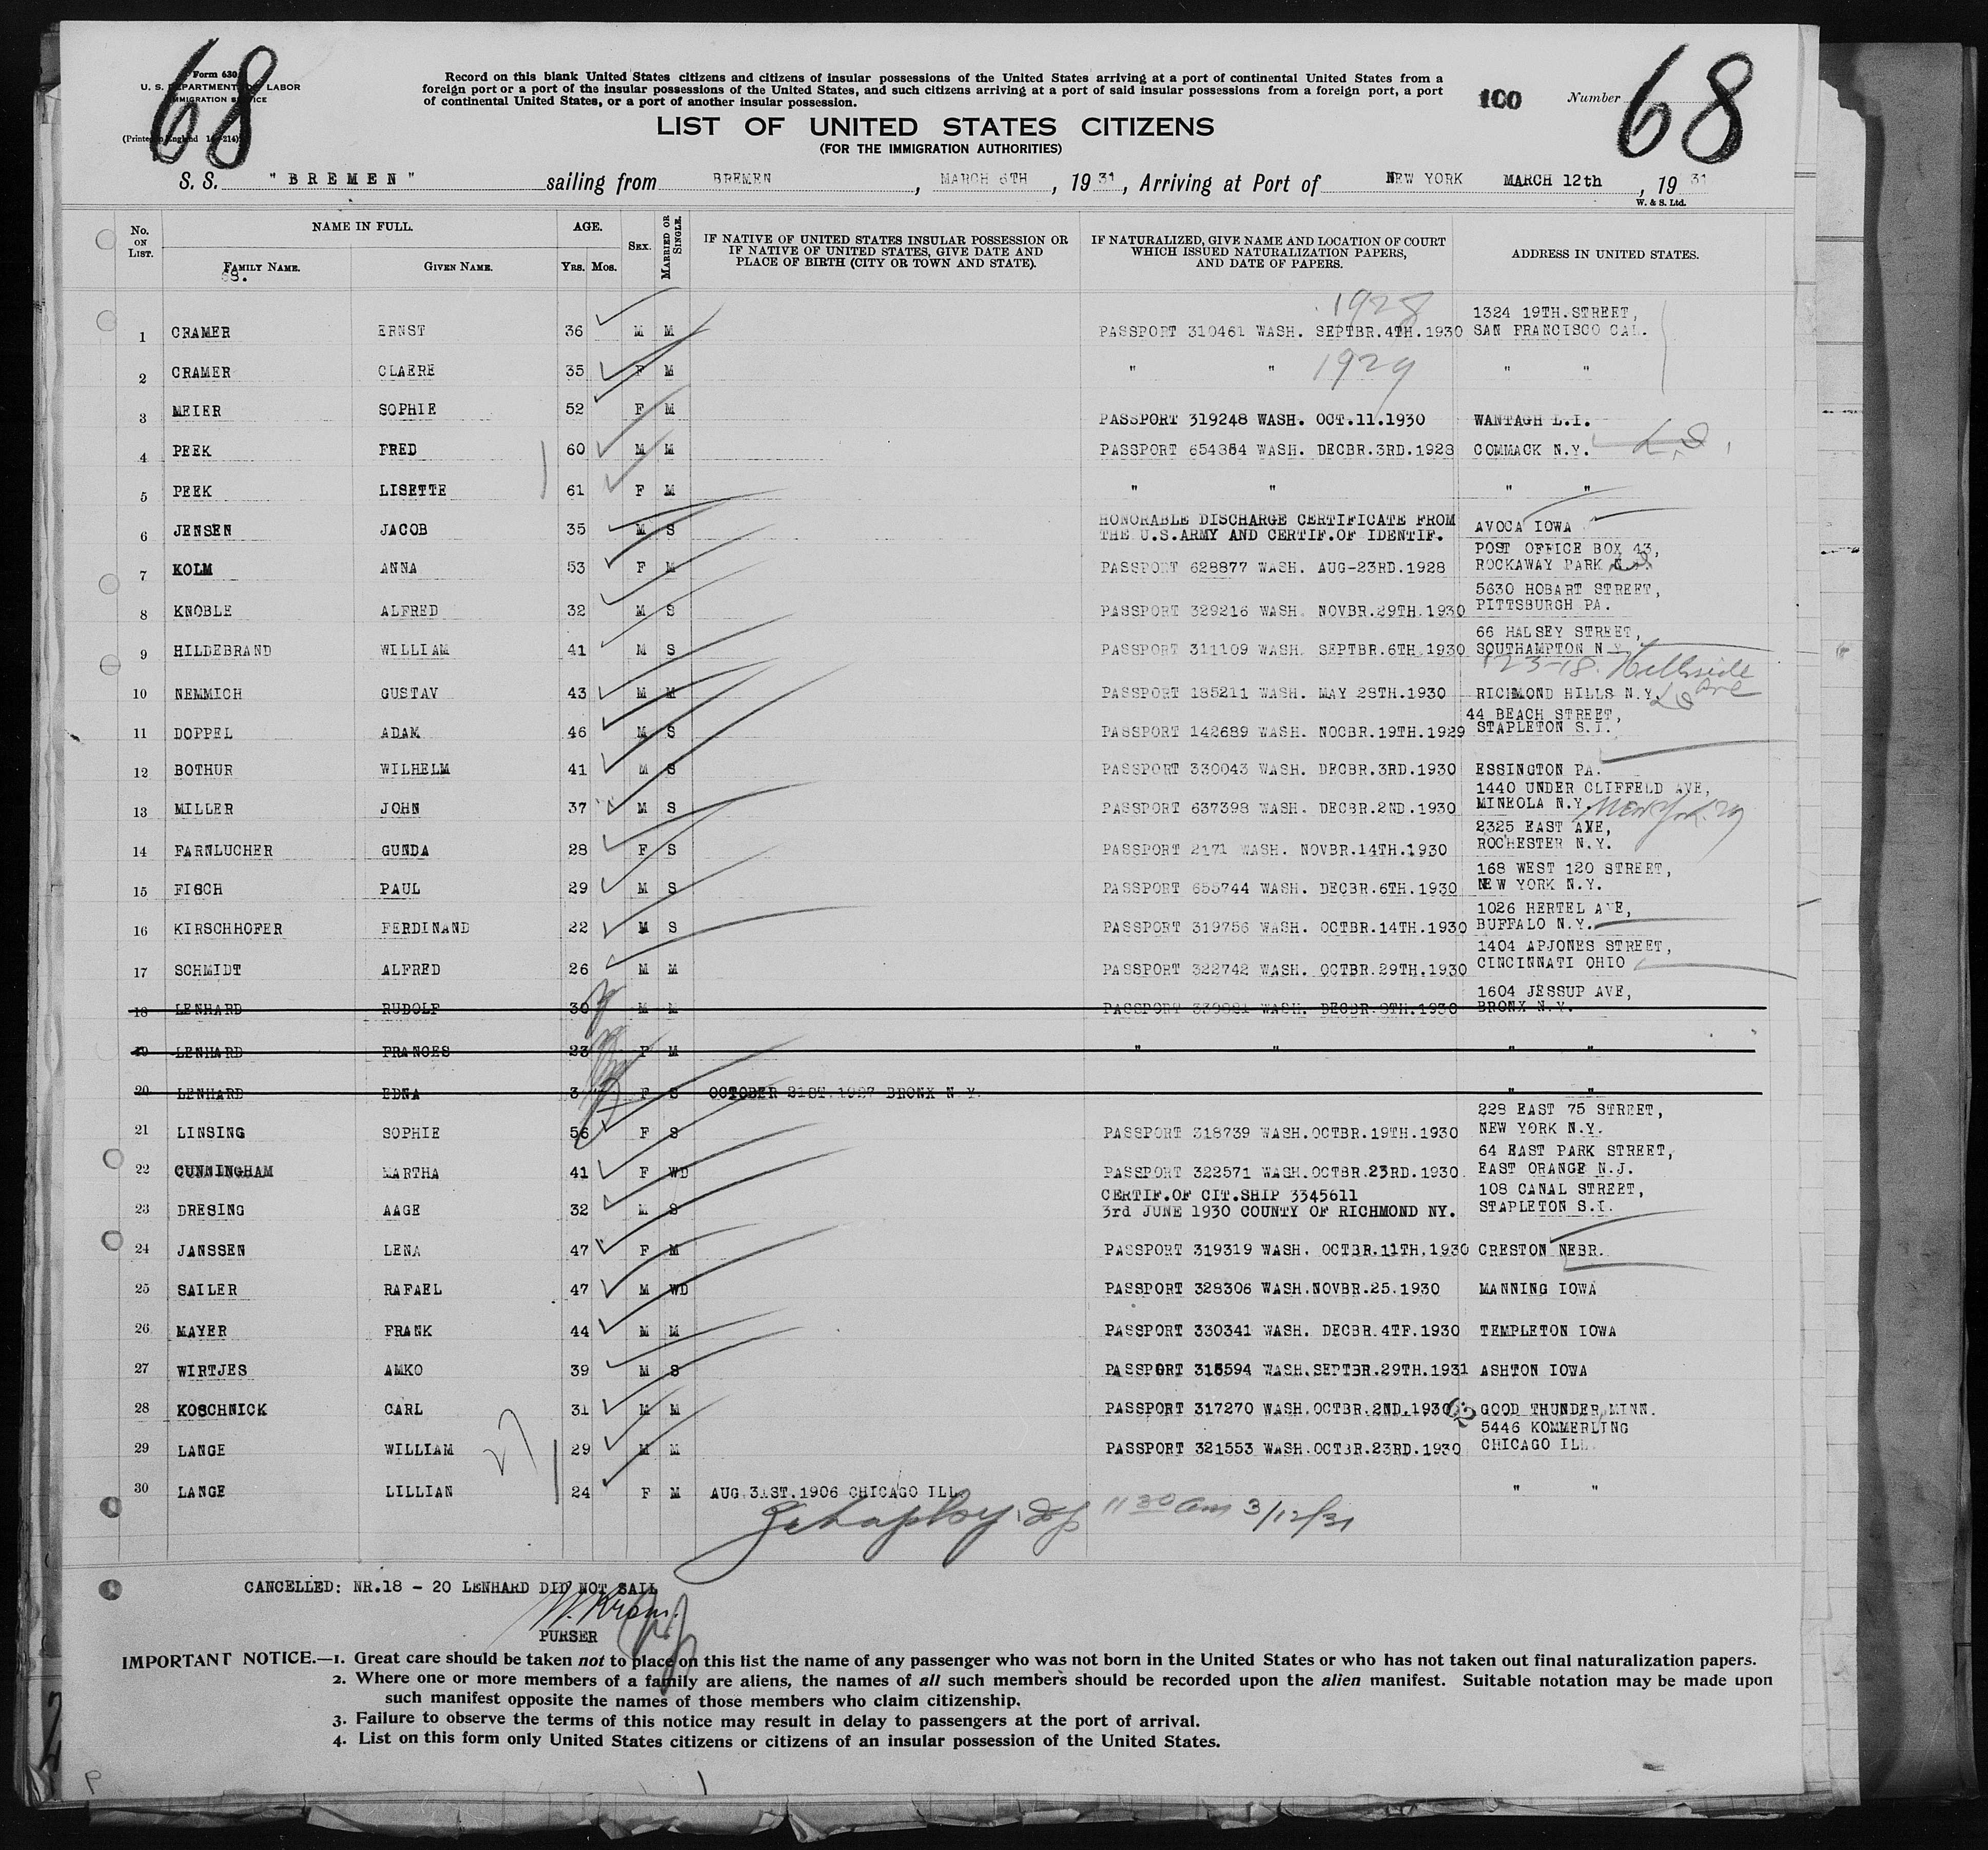 68
68
Form 630
U. S. DEPARTMENT OF LABOR
IMMIGRATION SERVICE
Record on this blank United States citizens and citizens of insular possessions of the United States arriving at a port of continental United States from a
foreign port or a port of the insular possessions of the United States, and such citizens arriving at a port of said insular possessions from a foreign port, a port
of continental United States, or a port of another insular possession.
100 Number
LIST OF UNITED STATES CITIZENS
(FOR THE IMMIGRATION AUTHORITIES)
S. S. "BREMEN" sailing from BREMEN, MARCH 6TH, 1931, Arriving at Port of NEW YORK MARCH 12th, 1931
W. & S. Ltd.
No. ON LIST. NAME IN FULL. FAMILY NAME. GIVEN NAME. AGE. Yrs. Mos. SEX. MARRIED OR SINGLE. IF NATIVE OF UNITED STATES INSULAR POSSESSION OR IF NATIVE OF UNITED STATES, GIVE DATE AND PLACE OF BIRTH (CITY OR TOWN AND STATE). IF NATURALIZED, GIVE NAME AND LOCATION OF COURT WHICH ISSUED NATURALIZATION PAPERS, AND DATE OF PAPERS. ADDRESS IN UNITED STATES.
1928
1 CRAMER ERNST 36 M M PASSPORT 310461 WASH. SEPTBR.4TH.1930 1324 19TH.STREET, SAN FRANCISCO CAL.
2 CRAMER CLAERE 35 F M " " 1929 " "
3 MEIER SOPHIE 52 F M PASSPORT 319248 WASH. OCT.11.1930 WANTAGH L.I.
4 PEEK FRED 60 M M PASSPORT 654384 WASH. DECBR.3RD.1928 COMMACK N.Y. L.I.
5 PEEK LISETTE 61 F M " " " "
6 JENSEN JACOB 35 M S HONORABLE DISCHARGE CERTIFICATE FROM THE U.S.ARMY AND CERTIF.OF IDENTIF. AVOCA IOWA
7 KOLM ANNA 53 F M PASSPORT 628877 WASH. AUG-23RD.1928 POST OFFICE BOX 43, ROCKAWAY PARK
8 KNOBLE ALFRED 32 M S PASSPORT 329216 WASH. NOVBR.29TH.1930 5630 HOBART STREET, PITTSBURGH PA.
9 HILDEBRAND WILLIAM 41 M S PASSPORT 311109 WASH. SEPTBR.6TH.1930 66 HALSEY STREET, SOUTHAMPTON N.Y.
123-18 Hillside Ave
10 NEMMICH GUSTAV 43 M M PASSPORT 185211 WASH. MAY 28TH.1930 RICHMOND HILLS N.Y.
11 DOPPEL ADAM 46 M S PASSPORT 142689 WASH. NOCBR.19TH.1929 44 BEACH STREET, STAPLETON S.I.
12 BOTHUR WILHELM 41 M S PASSPORT 330043 WASH. DECBR.3RD.1930 ESSINGTON PA.
13 MILLER JOHN 37 M S PASSPORT 637398 WASH. DECBR.2ND.1930 1440 UNDER CLIFFELD AVE, MINEOLA N.Y.
14 FARNLUCHER GUNDA 28 F S PASSPORT 2171 WASH. NOVBR.14TH.1930 2325 EAST AVE, ROCHESTER N.Y.
15 FISCH PAUL 29 M S PASSPORT 655744 WASH. DECBR.6TH.1930 168 WEST 120 STREET, NEW YORK N.Y.
16 KIRSCHHOFER FERDINAND 22 M S PASSPORT 319756 WASH. OCTBR.14TH.1930 1026 HERTEL AVE, BUFFALO N.Y.
17 SCHMIDT ALFRED 26 M M PASSPORT 322742 WASH. OCTBR.29TH.1930 1404 APJONES STREET, CINCINNATI OHIO
18 LENHARD RUDOLF 30 M M PASSPORT 330821 WASH. DECBR.8TH.1930 1604 JESSUP AVE, BRONX N.Y.
19 LENHARD FRANCES 23 F M " " " "
20 LENHARD EDNA 3 F S OCTOBER 21ST.1927 BRONX N.Y. " "
21 LINSING SOPHIE 56 F S PASSPORT 318739 WASH.OCTBR.19TH.1930 228 EAST 75 STREET, NEW YORK N.Y.
22 CUNNINGHAM MARTHA 41 F WD PASSPORT 322571 WASH.OCTBR.23RD.1930 64 EAST PARK STREET, EAST ORANGE N.J.
23 DRESING AAGE 32 M S CERTIF.OF CIT.SHIP 3345611 3rd JUNE 1930 COUNTY OF RICHMOND NY. 108 CANAL STREET, STAPLETON S.I.
24 JANSSEN LENA 47 F M PASSPORT 319319 WASH. OCTBR.11TH.1930 CRESTON NEBR.
25 SAILER RAFAEL 47 M WD PASSPORT 328306 WASH.NOVBR.25.1930 MANNING IOWA
26 MAYER FRANK 44 M M PASSPORT 330341 WASH. DECBR.4TF.1930 TEMPLETON IOWA
27 WIRTJES AMKO 39 M S PASSPORT 315594 WASH.SEPTBR.29TH.1931 ASHTON IOWA
28 KOSCHNICK CARL 31 M M PASSPORT 317270 WASH.OCTBR.2ND.1930 GOOD THUNDER MINN.
29 LANGE WILLIAM 29 M M PASSPORT 321553 WASH.OCTBR.23RD.1930 5446 KOMMERLING CHICAGO ILL.
30 LANGE LILLIAN 24 F M AUG.31ST.1906 CHICAGO ILL. " "
27
11 30 am 3/12/31
CANCELLED: NR.18 - 20 LENHARD DID NOT SAIL
PURSER
IMPORTANT NOTICE.—1. Great care should be taken not to place on this list the name of any passenger who was not born in the United States or who has not taken out final naturalization papers.
2. Where one or more members of a family are aliens, the names of all such members should be recorded upon the alien manifest. Suitable notation may be made upon
such manifest opposite the names of those members who claim citizenship.
3. Failure to observe the terms of this notice may result in delay to passengers at the port of arrival.
4. List on this form only United States citizens or citizens of an insular possession of the United States.